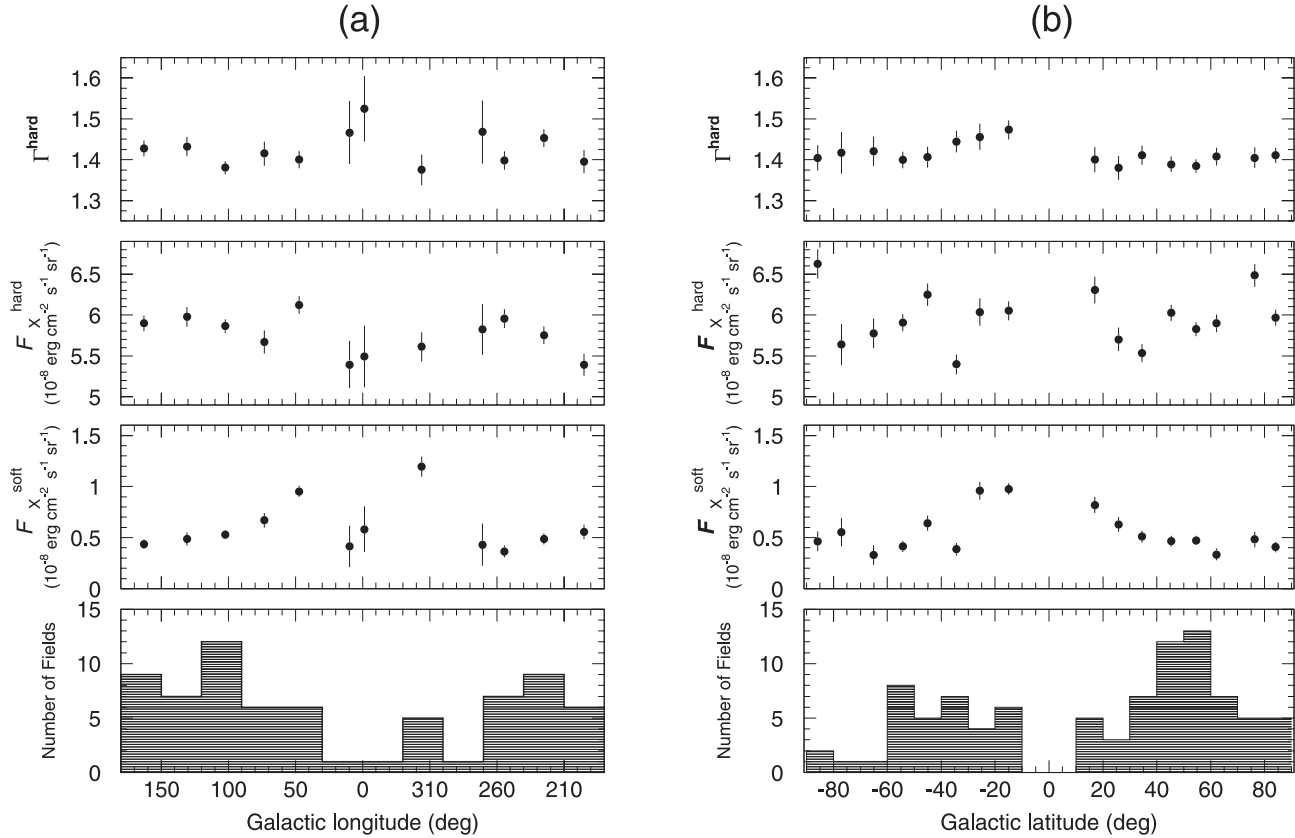 (a)
Γ^hard
1.6
1.5
1.4
1.3
F_X^hard
(10^-8 erg cm^-2 s^-1 sr^-1)
6.5
6
5.5
5
F_X^soft
(10^-8 erg cm^-2 s^-1 sr^-1)
1.5
1
0.5
0
Number of Fields
15
10
5
0
150 100 50 0 310 260 210
Galactic longitude (deg)
(b)
Γ^hard
1.6
1.5
1.4
1.3
F_X^hard
(10^-8 erg cm^-2 s^-1 sr^-1)
6.5
6
5.5
5
F_X^soft
(10^-8 erg cm^-2 s^-1 sr^-1)
1.5
1
0.5
0
Number of Fields
15
10
5
0
-80 -60 -40 -20 0 20 40 60 80
Galactic latitude (deg)